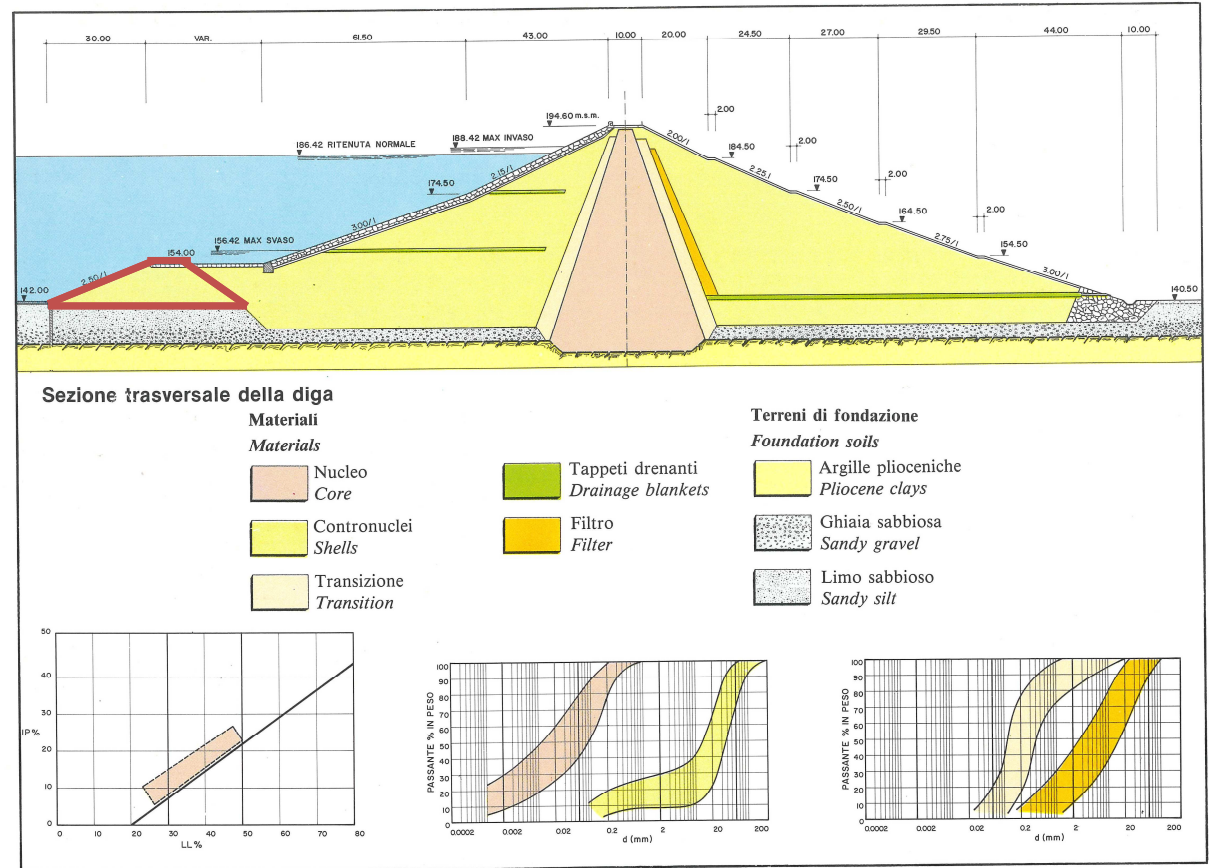 30.00 VAR. 61.50 43.00 10.00 20.00 24.50 27.00 29.50 44.00 10.00
2.00
194.60 m.s.m.
188.42 MAX INVASO
186.42 RITENUTA NORMALE
2.00/1
2.00
184.50
2.15/1
2.25.1
2.00
174.50
174.50
2.00
3.00/1
2.50/1
164.50
2.00
156.42 MAX SVASO
2.75/1
154.50
154.00
2.50/1
3.00/1
142.00
140.50
Sezione trasversale della diga
Materiali
Materials
Nucleo
Core
Contronuclei
Shells
Transizione
Transition
Tappeti drenanti
Drainage blankets
Filtro
Filter
Terreni di fondazione
Foundation soils
Argille plioceniche
Pliocene clays
Ghiaia sabbiosa
Sandy gravel
Limo sabbioso
Sandy silt
50
40
30
IP%
20
10
0
0 10 20 30 40 50 60 70 80
LL%
PASSANTE % IN PESO
100
90
80
70
60
50
40
30
20
10
0
0.0002 0.02 0.2 2 20 200
d (mm)
PASSANTE % IN PESO
100
90
80
70
60
50
40
30
20
10
0
0.0002 0.02 0.2 2 20 200
d (mm)